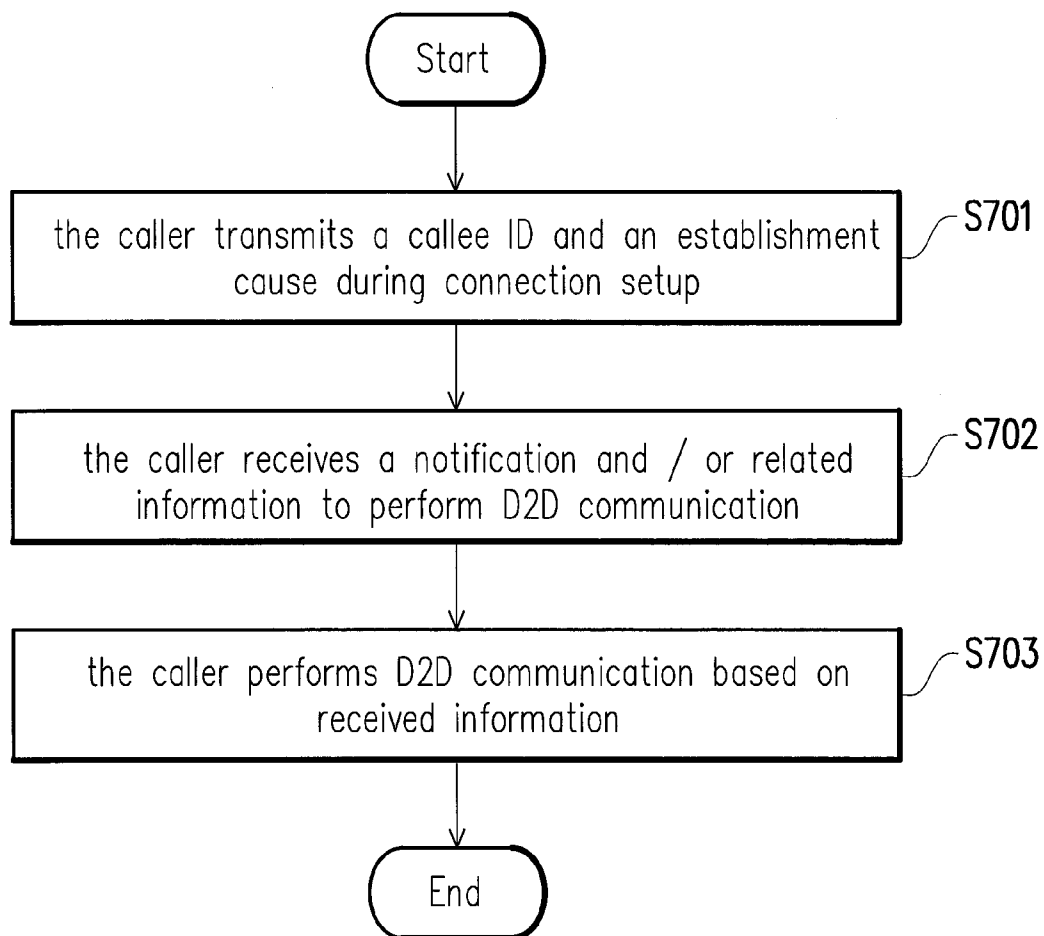 Start
the caller transmits a callee ID and an establishment
cause during connection setup
S701
the caller receives a notification and / or related
information to perform D2D communication
S702
the caller performs D2D communication based on
received information
S703
End